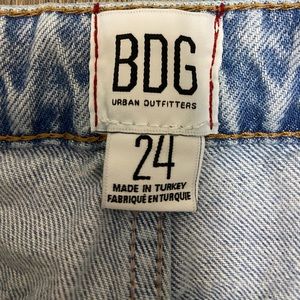 BDG
URBAN OUTFITTERS
24
MADE IN TURKEY
FABRIQUÉ EN TURQUIE